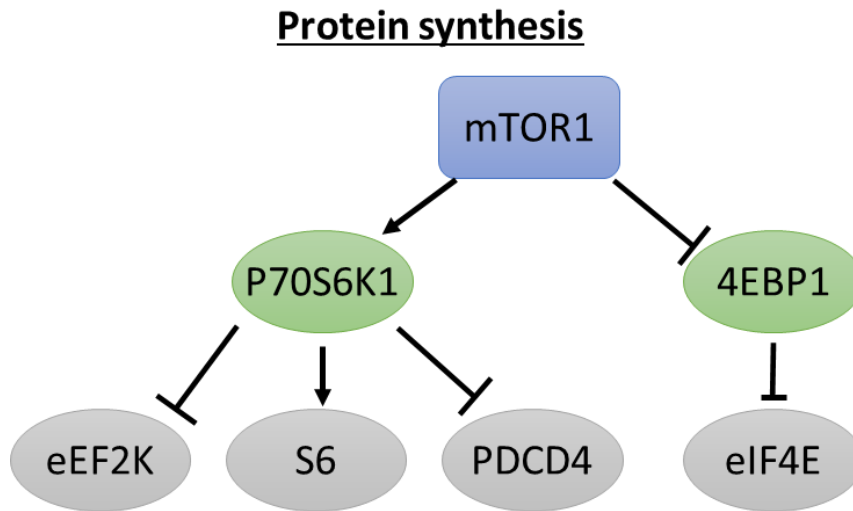 Protein synthesis
mTOR1
P70S6K1
4EBP1
eEF2K
S6
PDCD4
eIF4E